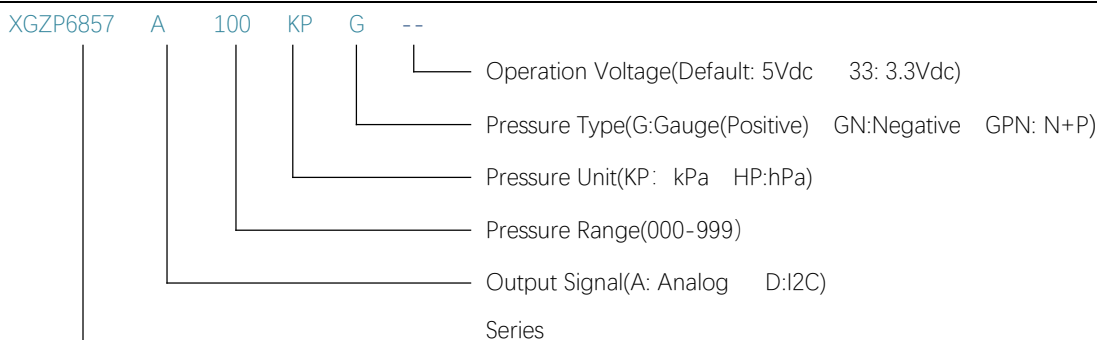 XGZP6857 A 100 KP G --
Operation Voltage(Default: 5Vdc 33: 3.3Vdc)
Pressure Type(G:Gauge(Positive) GN:Negative GPN: N+P)
Pressure Unit(KP： kPa HP:hPa)
Pressure Range(000-999）
Output Signal(A: Analog D:I2C)
Series